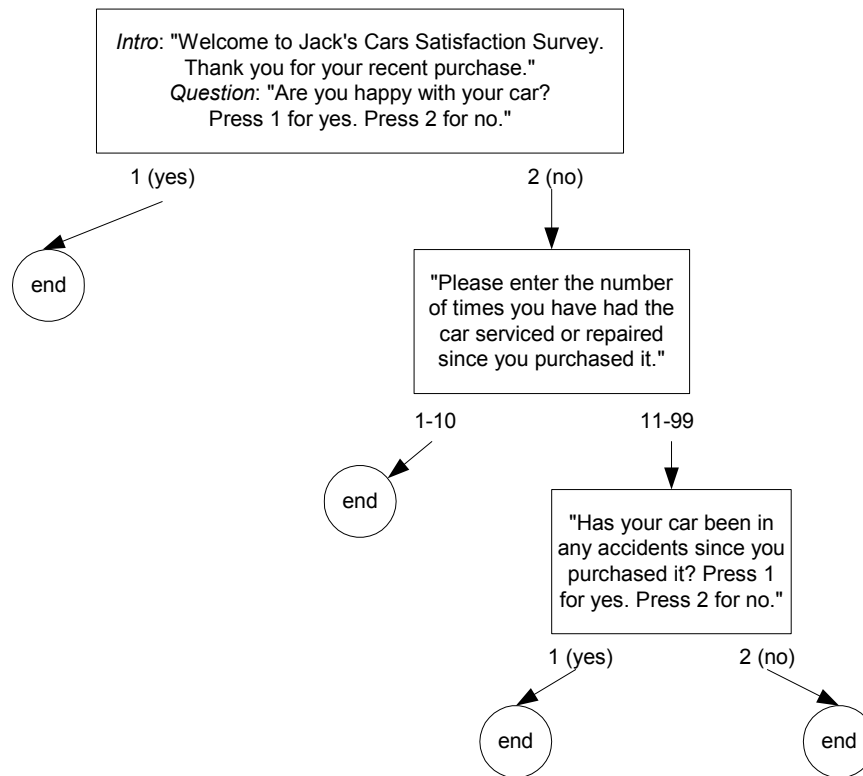 Intro: "Welcome to Jack's Cars Satisfaction Survey.
Thank you for your recent purchase."
Question: "Are you happy with your car?
Press 1 for yes. Press 2 for no."
1 (yes)
2 (no)
end
"Please enter the number
of times you have had the
car serviced or repaired
since you purchased it."
1-10
11-99
end
"Has your car been in
any accidents since you
purchased it? Press 1
for yes. Press 2 for no."
1 (yes)
2 (no)
end
end